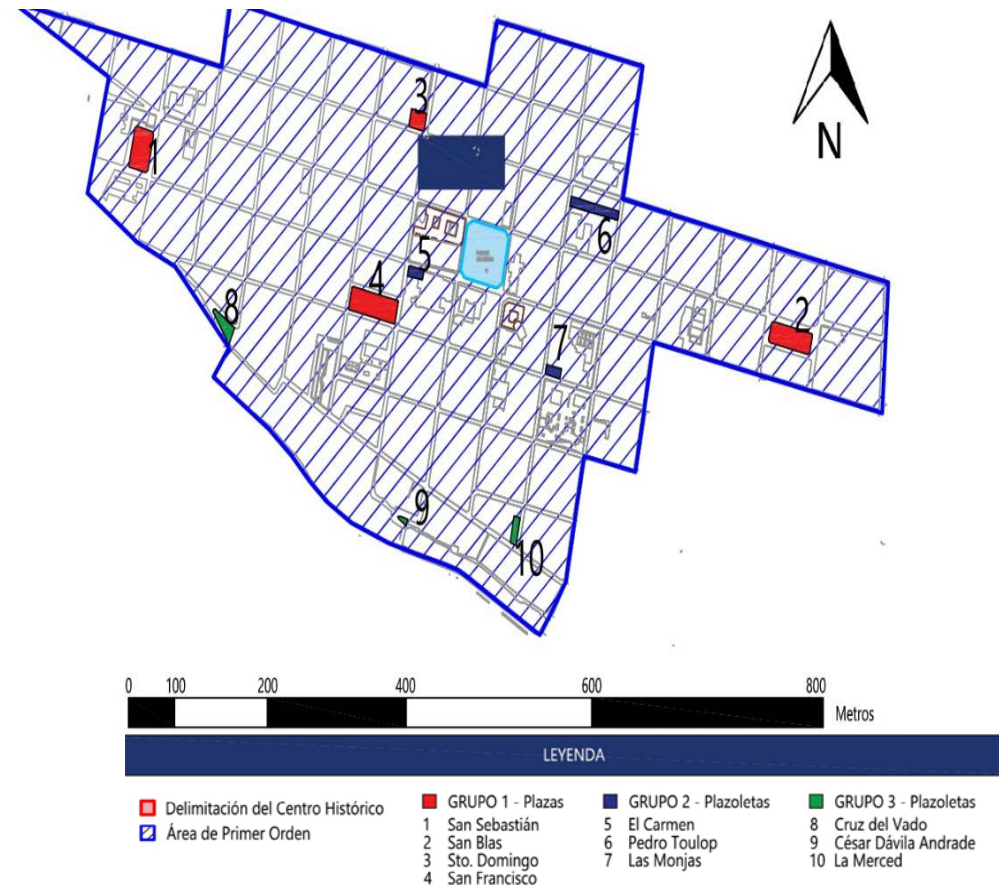 3
N
1
6
5
4
2
8
7
9
10
0 100 200 400 600 800
Metros
LEYENDA
Delimitación del Centro Histórico
Área de Primer Orden
GRUPO 1 - Plazas
1 San Sebastián
2 San Blas
3 Sto. Domingo
4 San Francisco
GRUPO 2 - Plazoletas
5 El Carmen
6 Pedro Toulop
7 Las Monjas
GRUPO 3 - Plazoletas
8 Cruz del Vado
9 César Dávila Andrade
10 La Merced